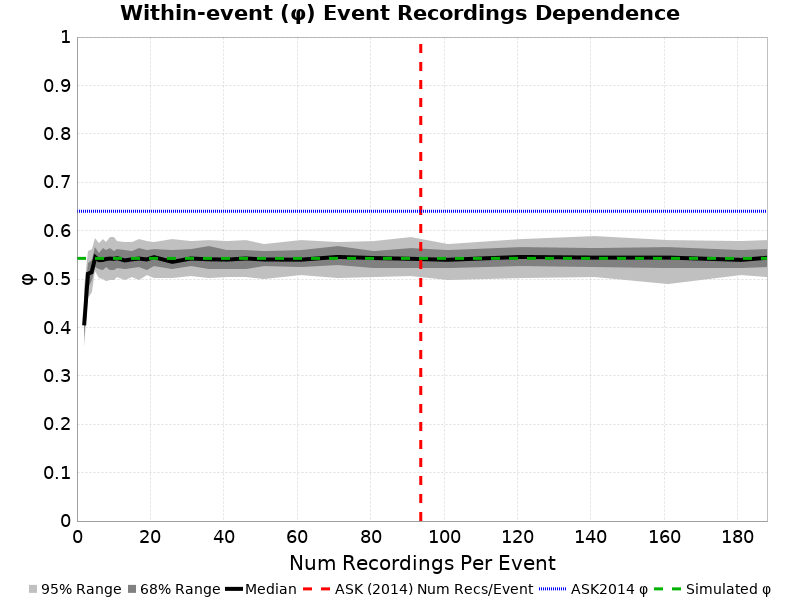 Within-event (φ) Event Recordings Dependence
1
0.9
0.8
0.7
0.6
0.5
0.4
0.3
0.2
0.1
0
φ
0 20 40 60 80 100 120 140 160 180
Num Recordings Per Event
95% Range 68% Range Median ASK (2014) Num Recs/Event ASK2014 φ Simulated φ